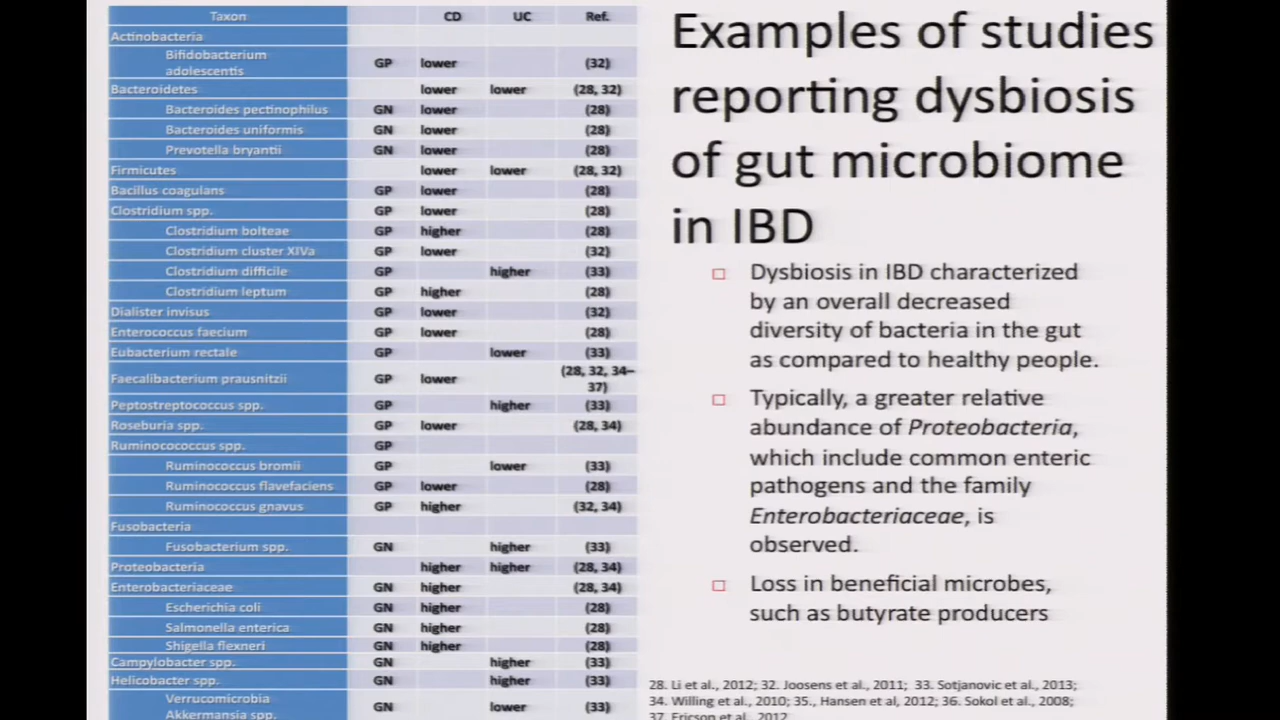 Taxon CD UC Ref.
Actinobacteria
Bifidobacterium
adolescentis GP lower (32)
Bacteroidetes lower lower (28, 32)
Bacteroides pectinophilus GN lower (28)
Bacteroides uniformis GN lower (28)
Prevotella bryantii GN lower (28)
Firmicutes lower lower (28, 32)
Bacillus coagulans GP lower (28)
Clostridium spp. GP lower (28)
Clostridium bolteae GP higher (28)
Clostridium cluster XIVa GP lower (32)
Clostridium difficile GP higher (33)
Clostridium leptum GP higher (28)
Dialister invisus GP lower (32)
Enterococcus faecium GP lower (28)
Eubacterium rectale GP lower (33)
Faecalibacterium prausnitzii GP lower (28, 32, 34–
37)
Peptostreptococcus spp. GP higher (33)
Roseburia spp. GP lower (28, 34)
Ruminocococcus spp. GP
Ruminococcus bromii GP lower (33)
Ruminococcus flavefaciens GP lower (28)
Ruminococcus gnavus GP higher (32, 34)
Fusobacteria
Fusobacterium spp. GN higher (33)
Proteobacteria higher higher (28, 34)
Enterobacteriaceae GN higher (28, 34)
Escherichia coli GN higher (28)
Salmonella enterica GN higher (28)
Shigella flexneri GN higher (28)
Campylobacter spp. GN higher (33)
Helicobacter spp. GN higher (33)
Verrucomicrobia
Akkermansia spp. GN lower (33)
Examples of studies
reporting dysbiosis
of gut microbiome
in IBD
Dysbiosis in IBD characterized
by an overall decreased
diversity of bacteria in the gut
as compared to healthy people.
Typically, a greater relative
abundance of Proteobacteria,
which include common enteric
pathogens and the family
Enterobacteriaceae, is
observed.
Loss in beneficial microbes,
such as butyrate producers
28. Li et al., 2012; 32. Joosens et al., 2011; 33. Sotjanovic et al., 2013;
34. Willing et al., 2010; 35., Hansen et al, 2012; 36. Sokol et al., 2008;
37. Ericson et al., 2012